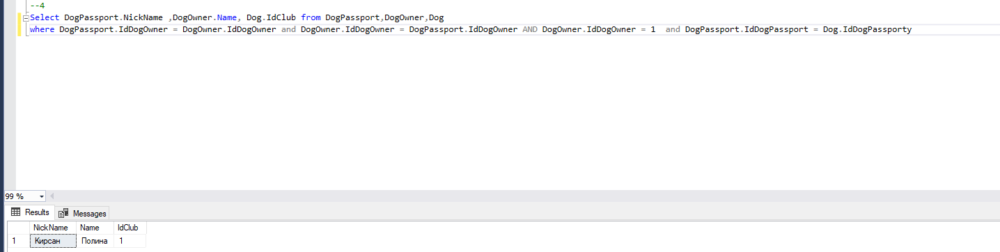 --4
Select DogPassport.NickName ,DogOwner.Name, Dog.IdClub from DogPassport,DogOwner,Dog
where DogPassport.IdDogOwner = DogOwner.IdDogOwner and DogOwner.IdDogOwner = DogPassport.IdDogOwner AND DogOwner.IdDogOwner = 1  and DogPassport.IdDogPassport = Dog.IdDogPassporty
99 %
Results Messages
NickName Name IdClub
1 Кирсан Полина 1